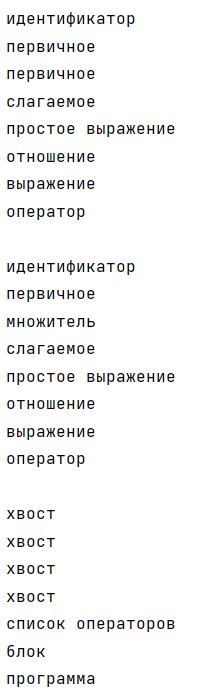 идентификатор
первичное
первичное
слагаемое
простое выражение
отношение
выражение
оператор

идентификатор
первичное
множитель
слагаемое
простое выражение
отношение
выражение
оператор

хвост
хвост
хвост
хвост
список операторов
блок
программа